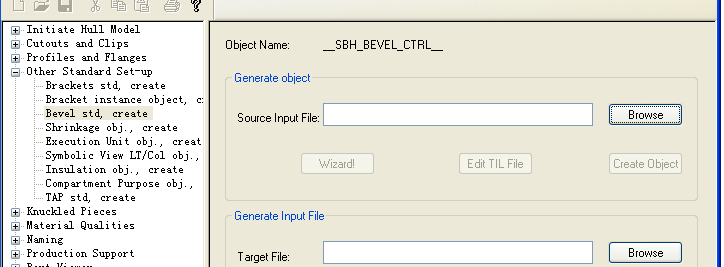 Initiate Hull Model
Cutouts and Clips
Profiles and Flanges
Other Standard Set-up
Brackets std, create
Bracket instance object, c
Bevel std, create
Shrinkage obj., create
Execution Unit obj., creat
Symbolic View LT/Col obj.,
Insulation obj., create
Compartment Purpose obj.,
TAP std, create
Knuckled Pieces
Material Qualities
Naming
Production Support
Object Name: __SBH_BEVEL_CTRL__
Generate object
Source Input File: Browse
Wizard! Edit TIL File Create Object
Generate Input File
Target File: Browse